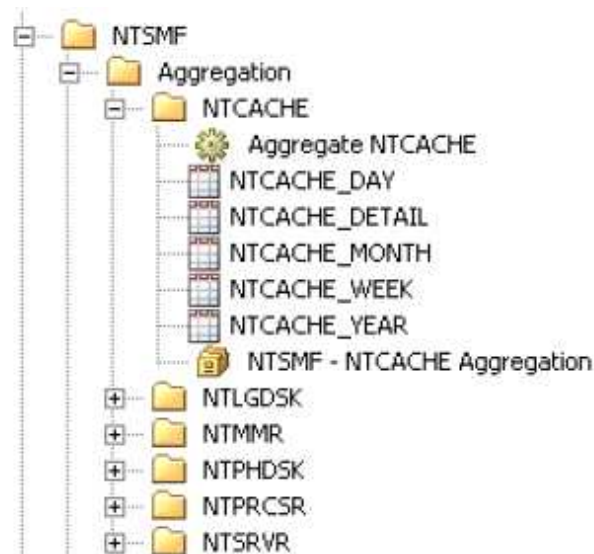 NTSMF
Aggregation
NTCACHE
Aggregate NTCACHE
NTCACHE_DAY
NTCACHE_DETAIL
NTCACHE_MONTH
NTCACHE_WEEK
NTCACHE_YEAR
NTSMF - NTCACHE Aggregation
NTLGDSK
NTMMR
NTPHDSK
NTPRCSR
NTSRVR